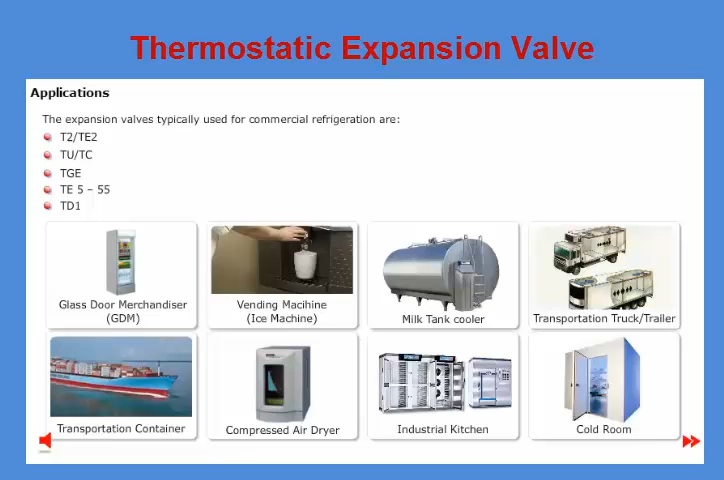 Thermostatic Expansion Valve
Applications
The expansion valves typically used for commercial refrigeration are:
T2/TE2
TU/TC
TGE
TE 5 – 55
TD1
Glass Door Merchandiser
(GDM)
Vending Macihine
(Ice Machine)
Milk Tank cooler
Transportation Truck/Trailer
Transportation Container
Compressed Air Dryer
Industrial Kitchen
Cold Room